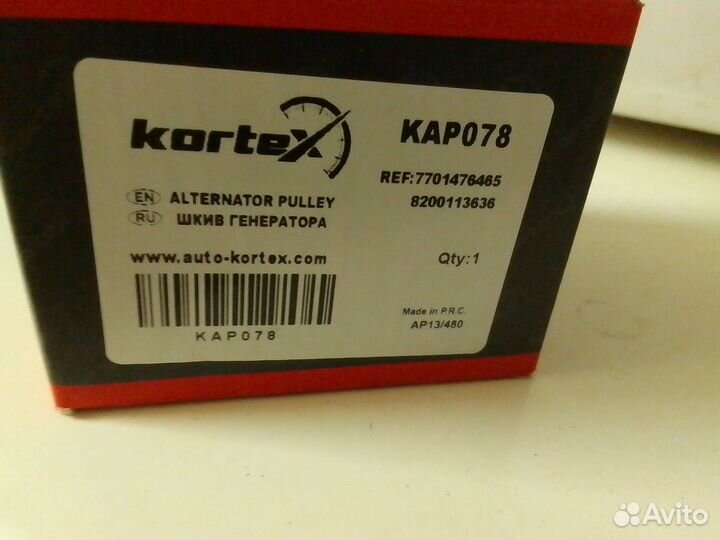 kortex
KAP078
REF:7701476465
8200113636
EN ALTERNATOR PULLEY
RU ШКИВ ГЕНЕРАТОРА
www.auto-kortex.com
Qty:1
KAP078
Made in P.R.C.
AP13/480
Avito